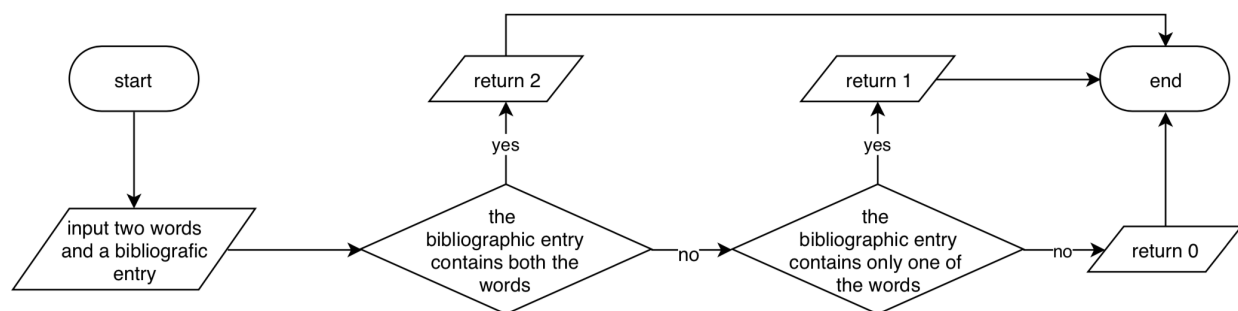 start
input two words
and a bibliografic
entry
return 2
yes
the
bibliographic entry
contains both the
words
no
return 1
yes
the
bibliographic entry
contains only one of
the words
no
return 0
end